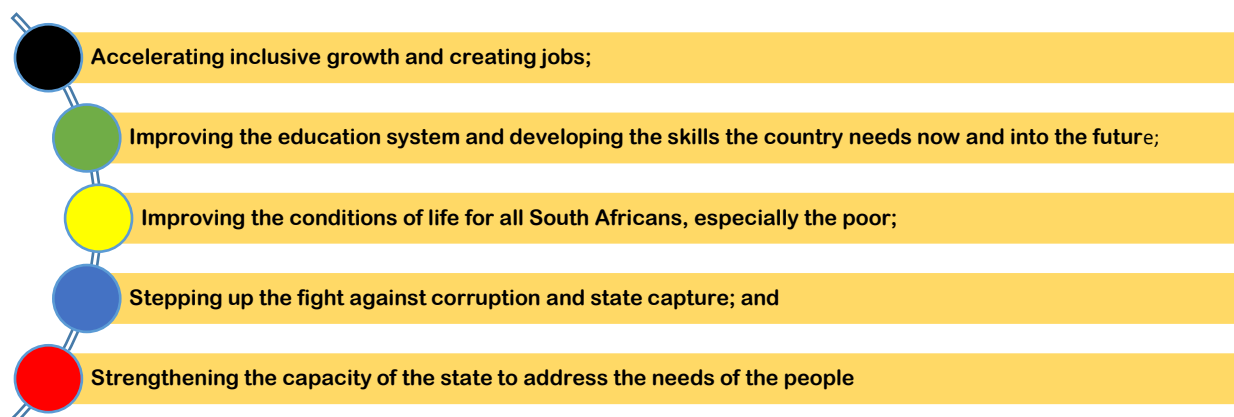 Accelerating inclusive growth and creating jobs;
Improving the education system and developing the skills the country needs now and into the future;
Improving the conditions of life for all South Africans, especially the poor;
Stepping up the fight against corruption and state capture; and
Strengthening the capacity of the state to address the needs of the people